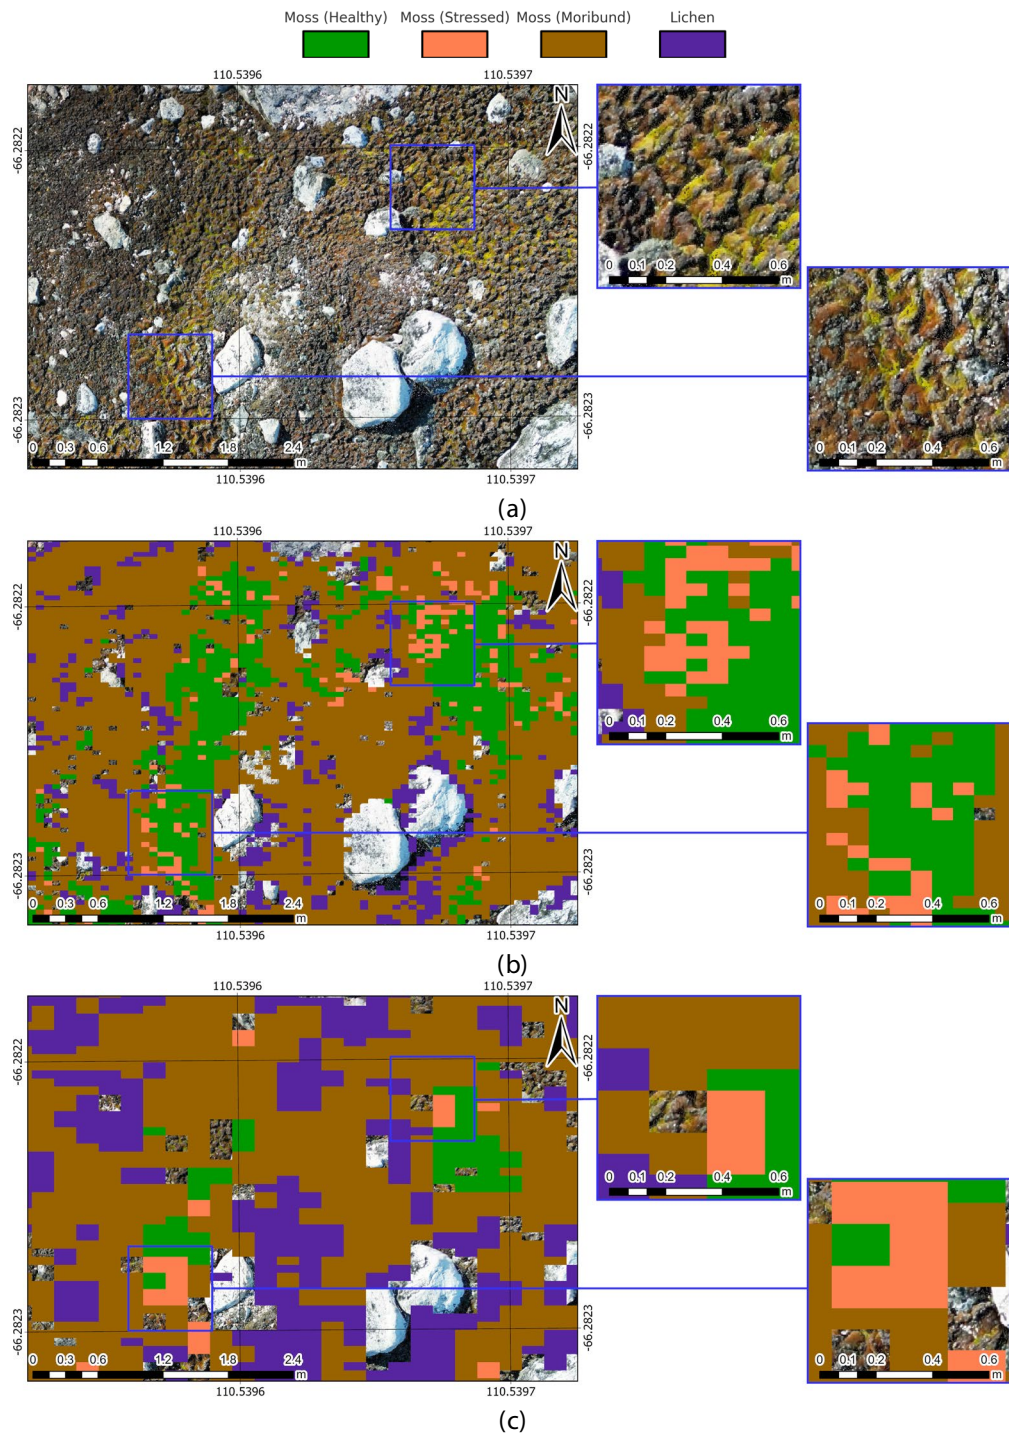 Moss (Healthy) Moss (Stressed) Moss (Moribund) Lichen
110.5396 110.5397
N
-66.2822 -66.2822
0 0.1 0.2 0.4 0.6
m
-66.2823 -66.2823
0 0.3 0.6 1.2 1.8 2.4
m
0 0.1 0.2 0.4 0.6
m
110.5396 110.5397
(a)
110.5396 110.5397
N
-66.2822 -66.2822
0 0.1 0.2 0.4 0.6
m
-66.2823 -66.2823
0 0.3 0.6 1.2 1.8 2.4
m
0 0.1 0.2 0.4 0.6
m
110.5396 110.5397
(b)
110.5396 110.5397
N
-66.2822 -66.2822
0 0.1 0.2 0.4 0.6
m
-66.2823 -66.2823
0 0.3 0.6 1.2 1.8 2.4
m
0 0.1 0.2 0.4 0.6
m
110.5396 110.5397
(c)